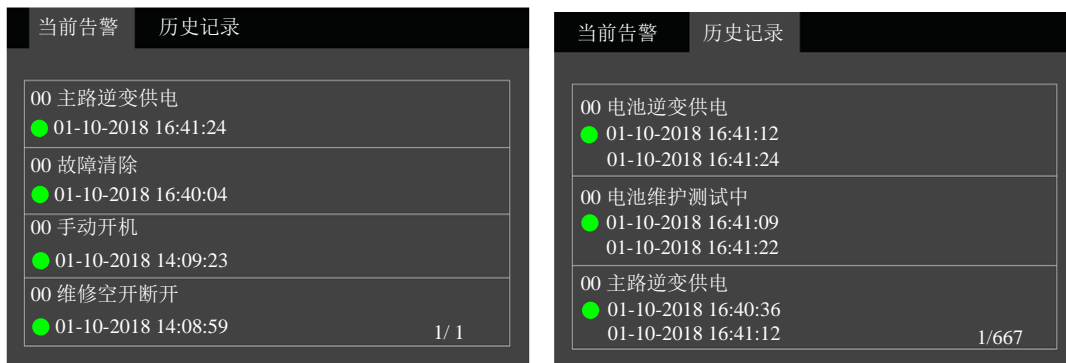 当前告警 历史记录
00 主路逆变供电
01-10-2018 16:41:24
00 故障清除
01-10-2018 16:40:04
00 手动开机
01-10-2018 14:09:23
00 维修空开断开
01-10-2018 14:08:59
1/ 1
当前告警 历史记录
00 电池逆变供电
01-10-2018 16:41:12
01-10-2018 16:41:24
00 电池维护测试中
01-10-2018 16:41:09
01-10-2018 16:41:22
00 主路逆变供电
01-10-2018 16:40:36
01-10-2018 16:41:12
1/667